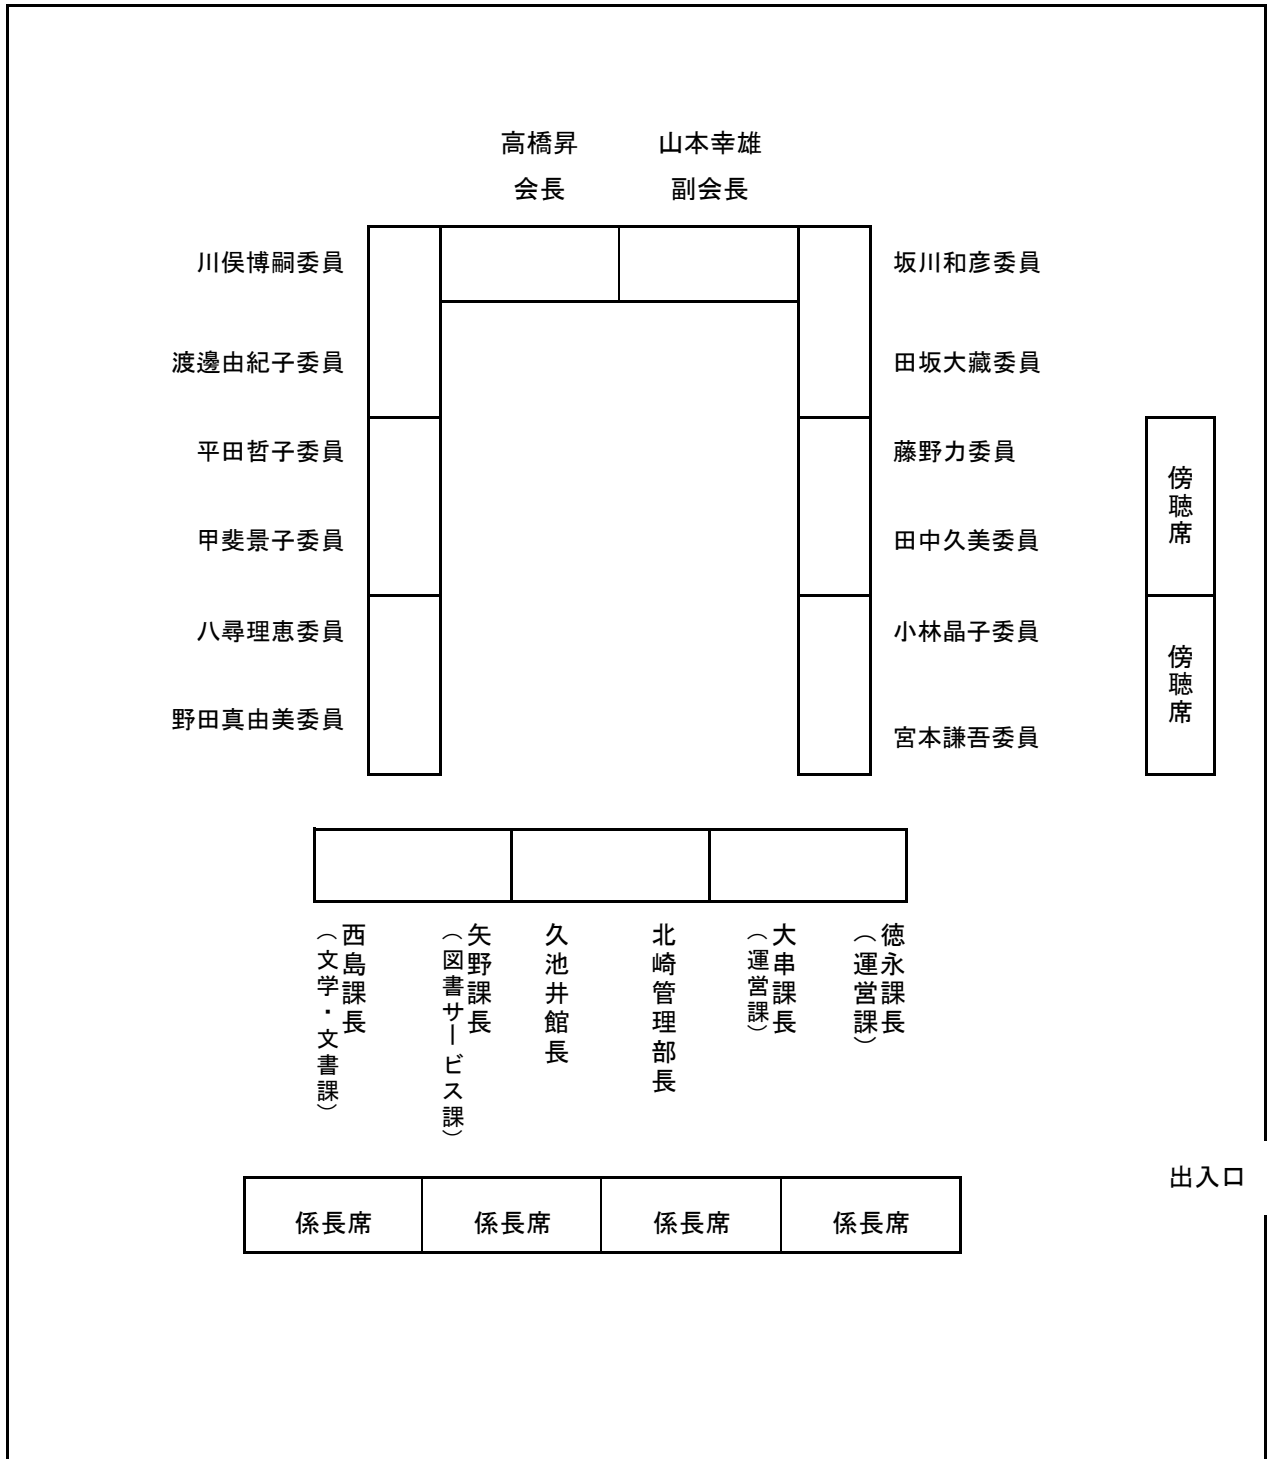 高橋昇
会長
山本幸雄
副会長
川俣博嗣委員
渡邊由紀子委員
平田哲子委員
甲斐景子委員
八尋理恵委員
野田真由美委員
坂川和彦委員
田坂大藏委員
藤野力委員
田中久美委員
小林晶子委員
宮本謙吾委員
傍聴席
傍聴席
西島課長
（文学・文書課）
矢野課長
（図書サービス課）
久池井館長
北崎管理部長
大串課長
（運営課）
徳永課長
（運営課）
出入口
係長席
係長席
係長席
係長席